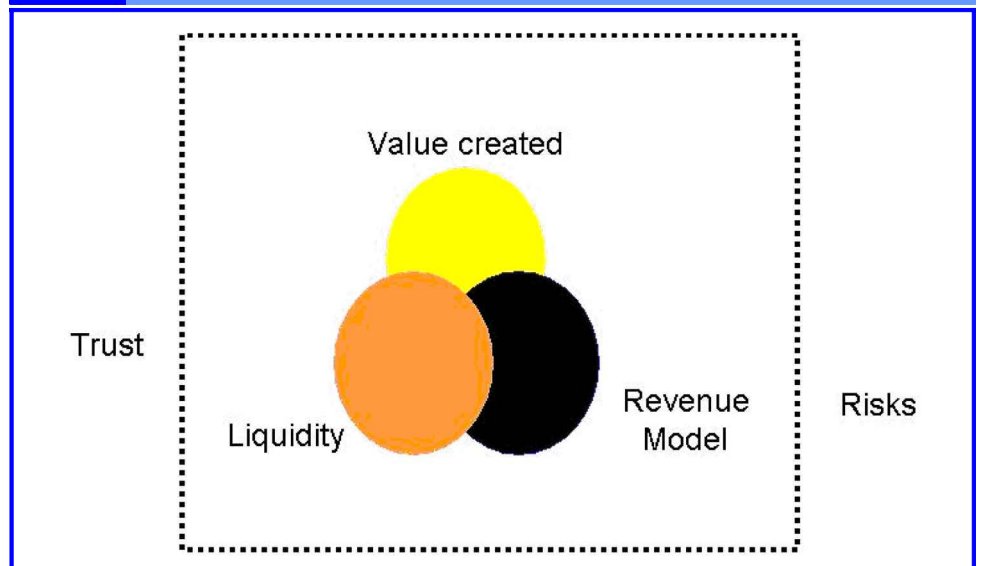 Value created
Trust
Liquidity
Revenue
Model
Risks